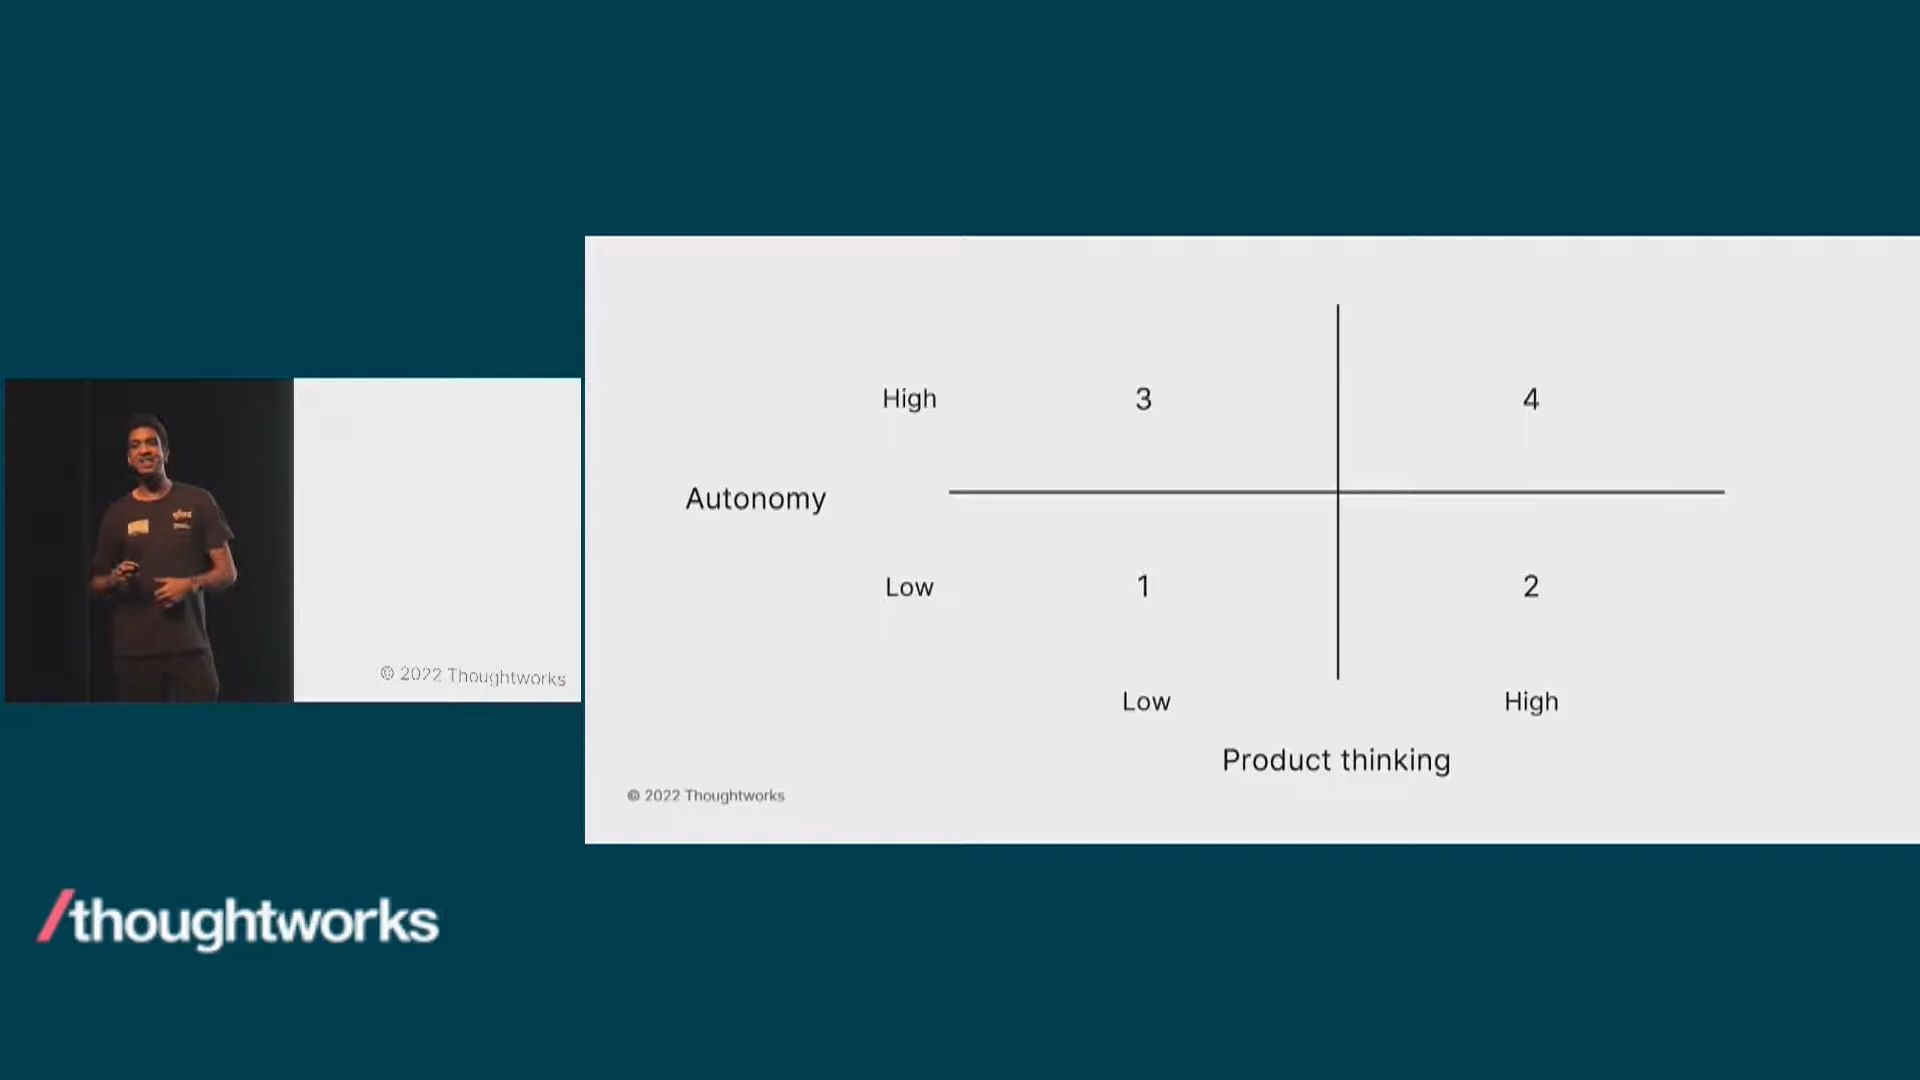 High 3 4
Autonomy
Low 1 2
Low High
Product thinking
© 2022 Thoughtworks
© 2022 Thoughtworks
/thoughtworks